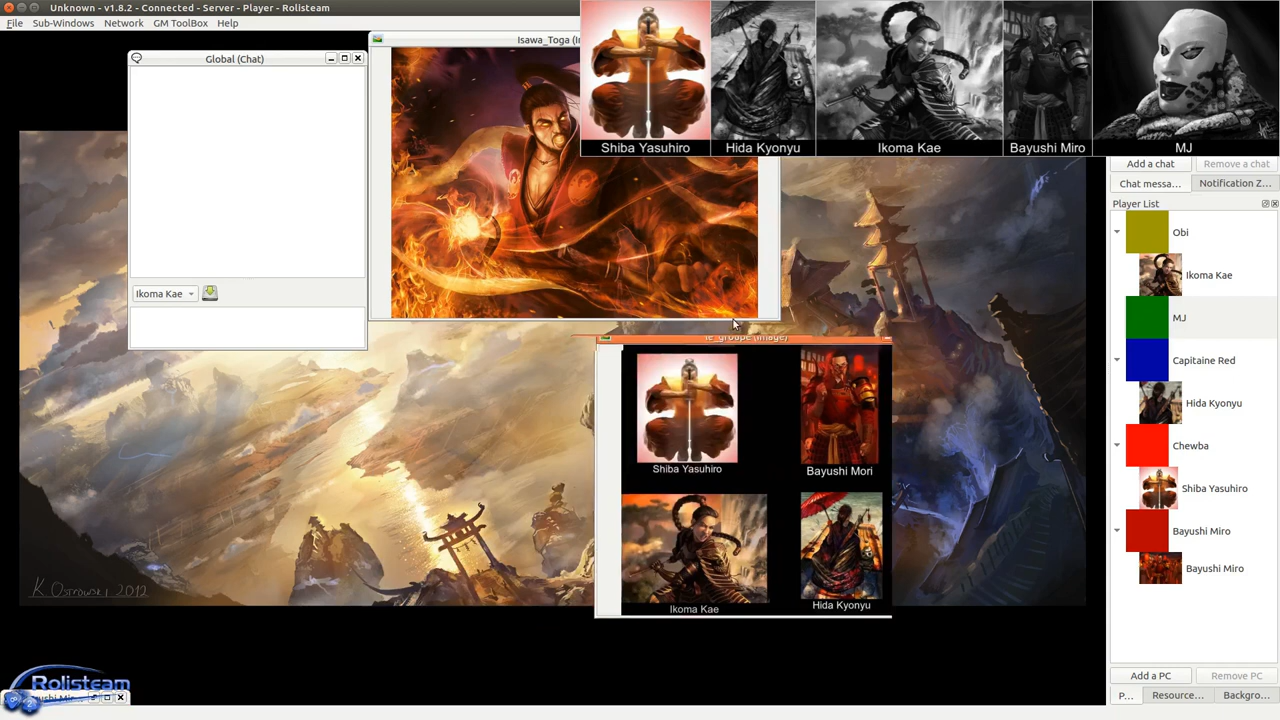 Unknown - v1.8.2 - Connected - Server - Player - Rolisteam
File Sub-Windows Network GM ToolBox Help
Global (Chat)
Isawa_Toga (I
Shiba Yasuhiro
Hida Kyonyu
Ikoma Kae
Bayushi Miro
MJ
Add a chat
Remove a chat
Chat messa...
Notification Z...
Player List
Obi
Ikoma Kae
MJ
Capitaine Red
Hida Kyonyu
Chewba
Shiba Yasuhiro
Bayushi Miro
Bayushi Miro
Ikoma Kae
le_groupe (Image)
Shiba Yasuhiro
Bayushi Mori
Ikoma Kae
Hida Kyonyu
K. Ostrowski 2012
Rolisteam
Add a PC
Remove PC
P...
Resource...
Backgro...